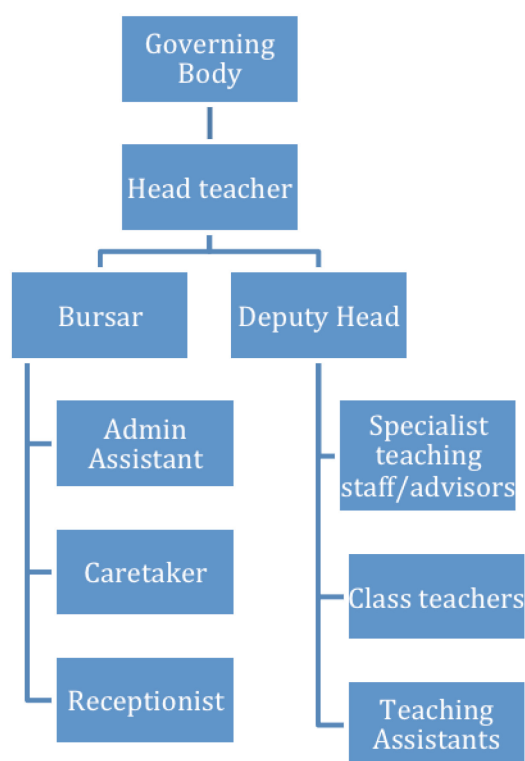 Governing
Body
Head teacher
Bursar
Deputy Head
Admin
Assistant
Caretaker
Receptionist
Specialist
teaching
staff/advisors
Class teachers
Teaching
Assistants